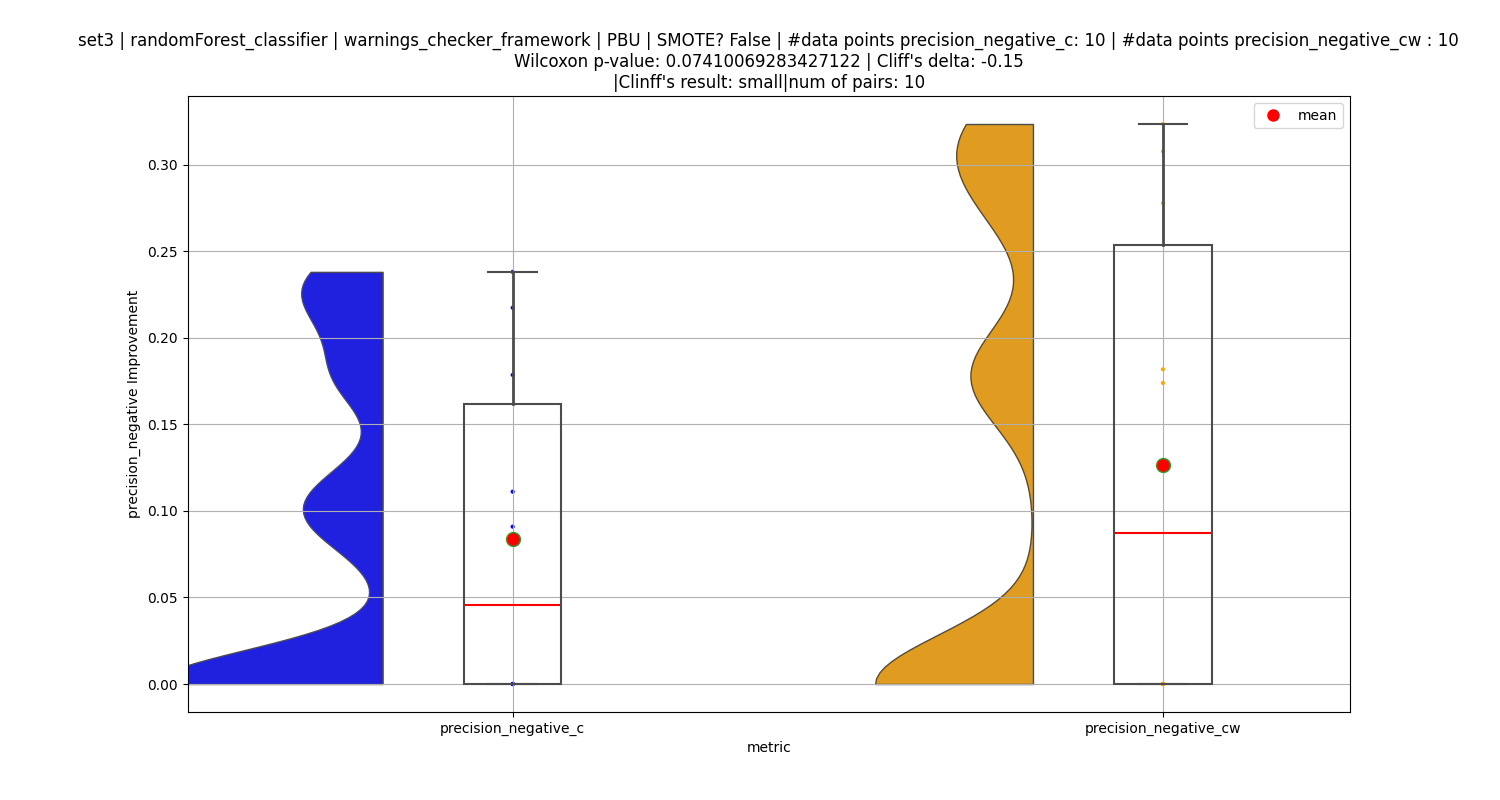 set3 | randomForest_classifier | warnings_checker_framework | PBU | SMOTE? False | #data points precision_negative_c: 10 | #data points precision_negative_cw : 10
Wilcoxon p-value: 0.07410069283427122 | Cliff's delta: -0.15
|Clinff's result: small|num of pairs: 10
mean
0.30
0.25
0.20
0.15
0.10
0.05
0.00
precision_negative Improvement
precision_negative_c
precision_negative_cw
metric